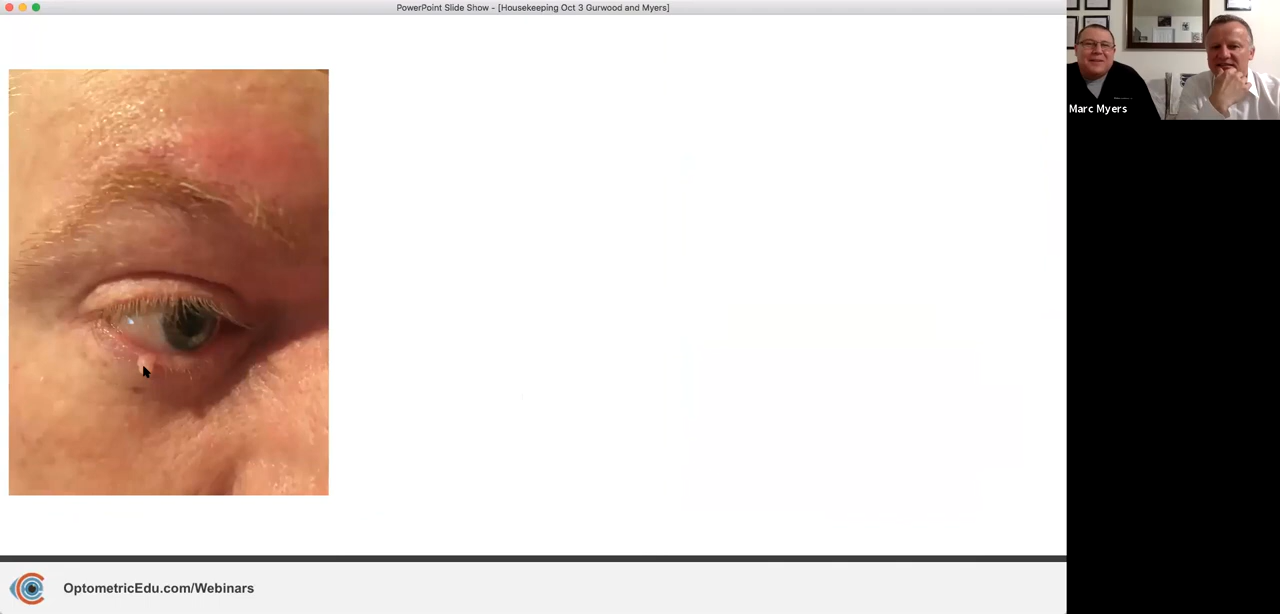 PowerPoint Slide Show - [Housekeeping Oct 3 Gurwood and Myers]
Marc Myers
OptometricEdu.com/Webinars